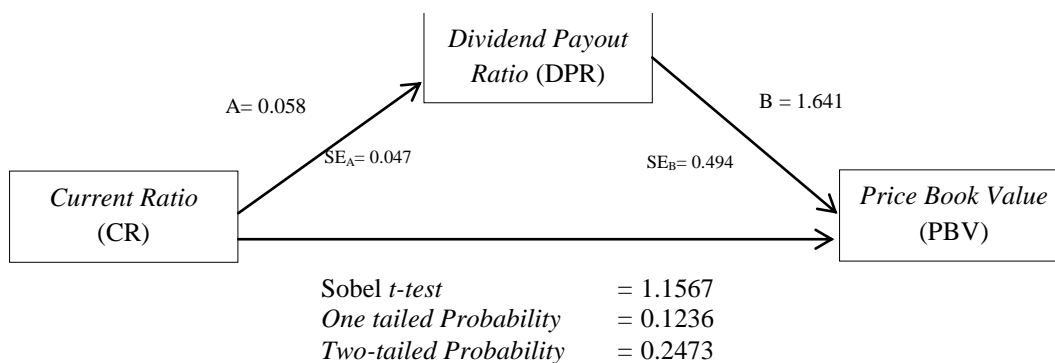 Dividend Payout
Ratio (DPR)
A= 0.058
B = 1.641
SEA= 0.047
SEB= 0.494
Current Ratio
(CR)
Price Book Value
(PBV)
Sobel t-test = 1.1567
One tailed Probability = 0.1236
Two-tailed Probability = 0.2473